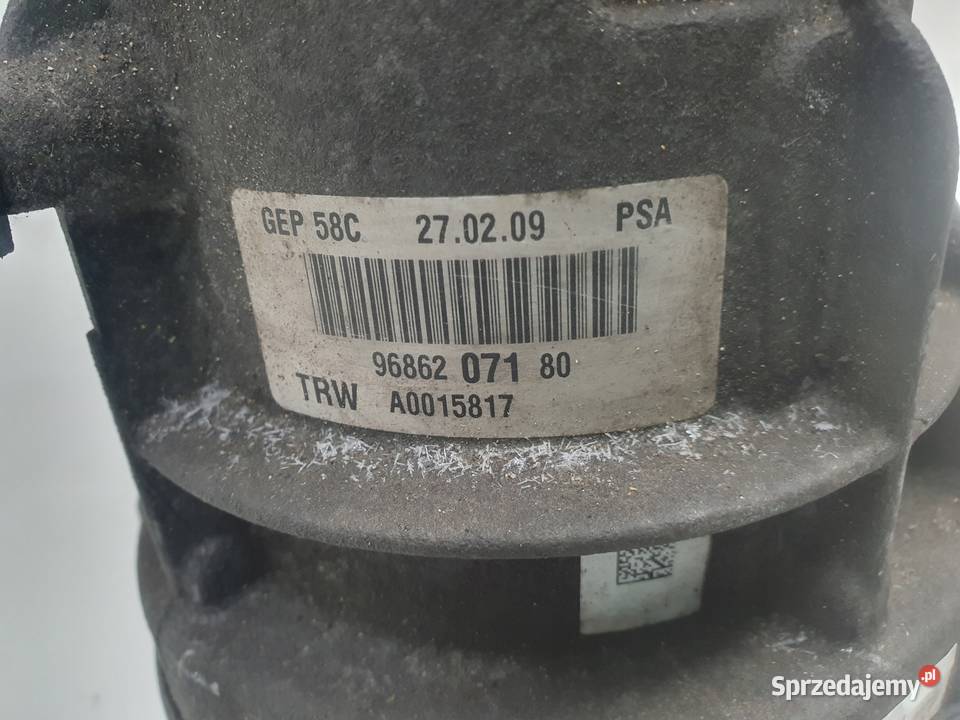 GEP 58C 27.02.09 PSA
96862 071 80
TRW A0015817
Sprzedajemy.pl